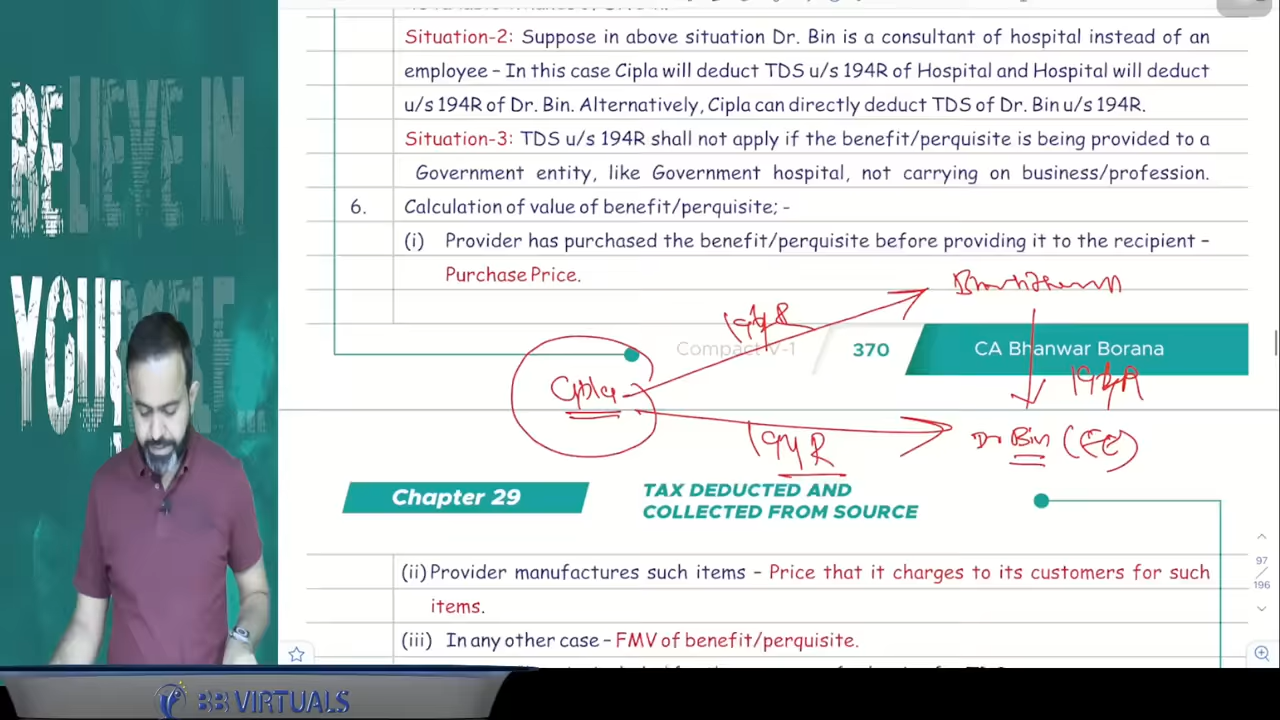 Situation-2: Suppose in above situation Dr. Bin is a consultant of hospital instead of an
employee – In this case Cipla will deduct TDS u/s 194R of Hospital and Hospital will deduct
u/s 194R of Dr. Bin. Alternatively, Cipla can directly deduct TDS of Dr. Bin u/s 194R.
Situation-3: TDS u/s 194R shall not apply if the benefit/perquisite is being provided to a
Government entity, like Government hospital, not carrying on business/profession.
6. Calculation of value of benefit/perquisite; -
(i) Provider has purchased the benefit/perquisite before providing it to the recipient –
Purchase Price.
194R
Compact V-1
370
CA Bhanwar Borana
Cipla
194R
194R
Dr Bin (EE)
Chapter 29
TAX DEDUCTED AND
COLLECTED FROM SOURCE
(ii) Provider manufactures such items – Price that it charges to its customers for such
items.
(iii) In any other case – FMV of benefit/perquisite.
97
196
BELIEVE IN
YOURSELF...
BB VIRTUALS